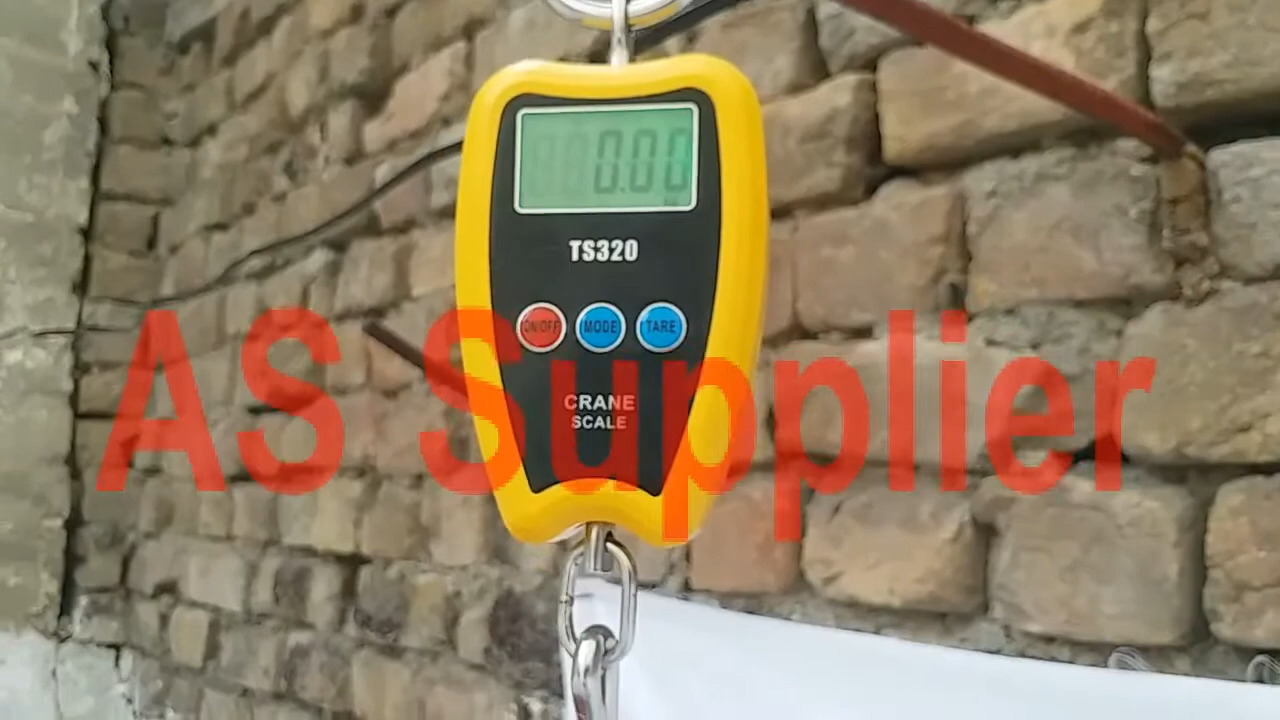 0.00
TS320
ON/OFF MODE TARE
AS Supplier
CRANE
SCALE